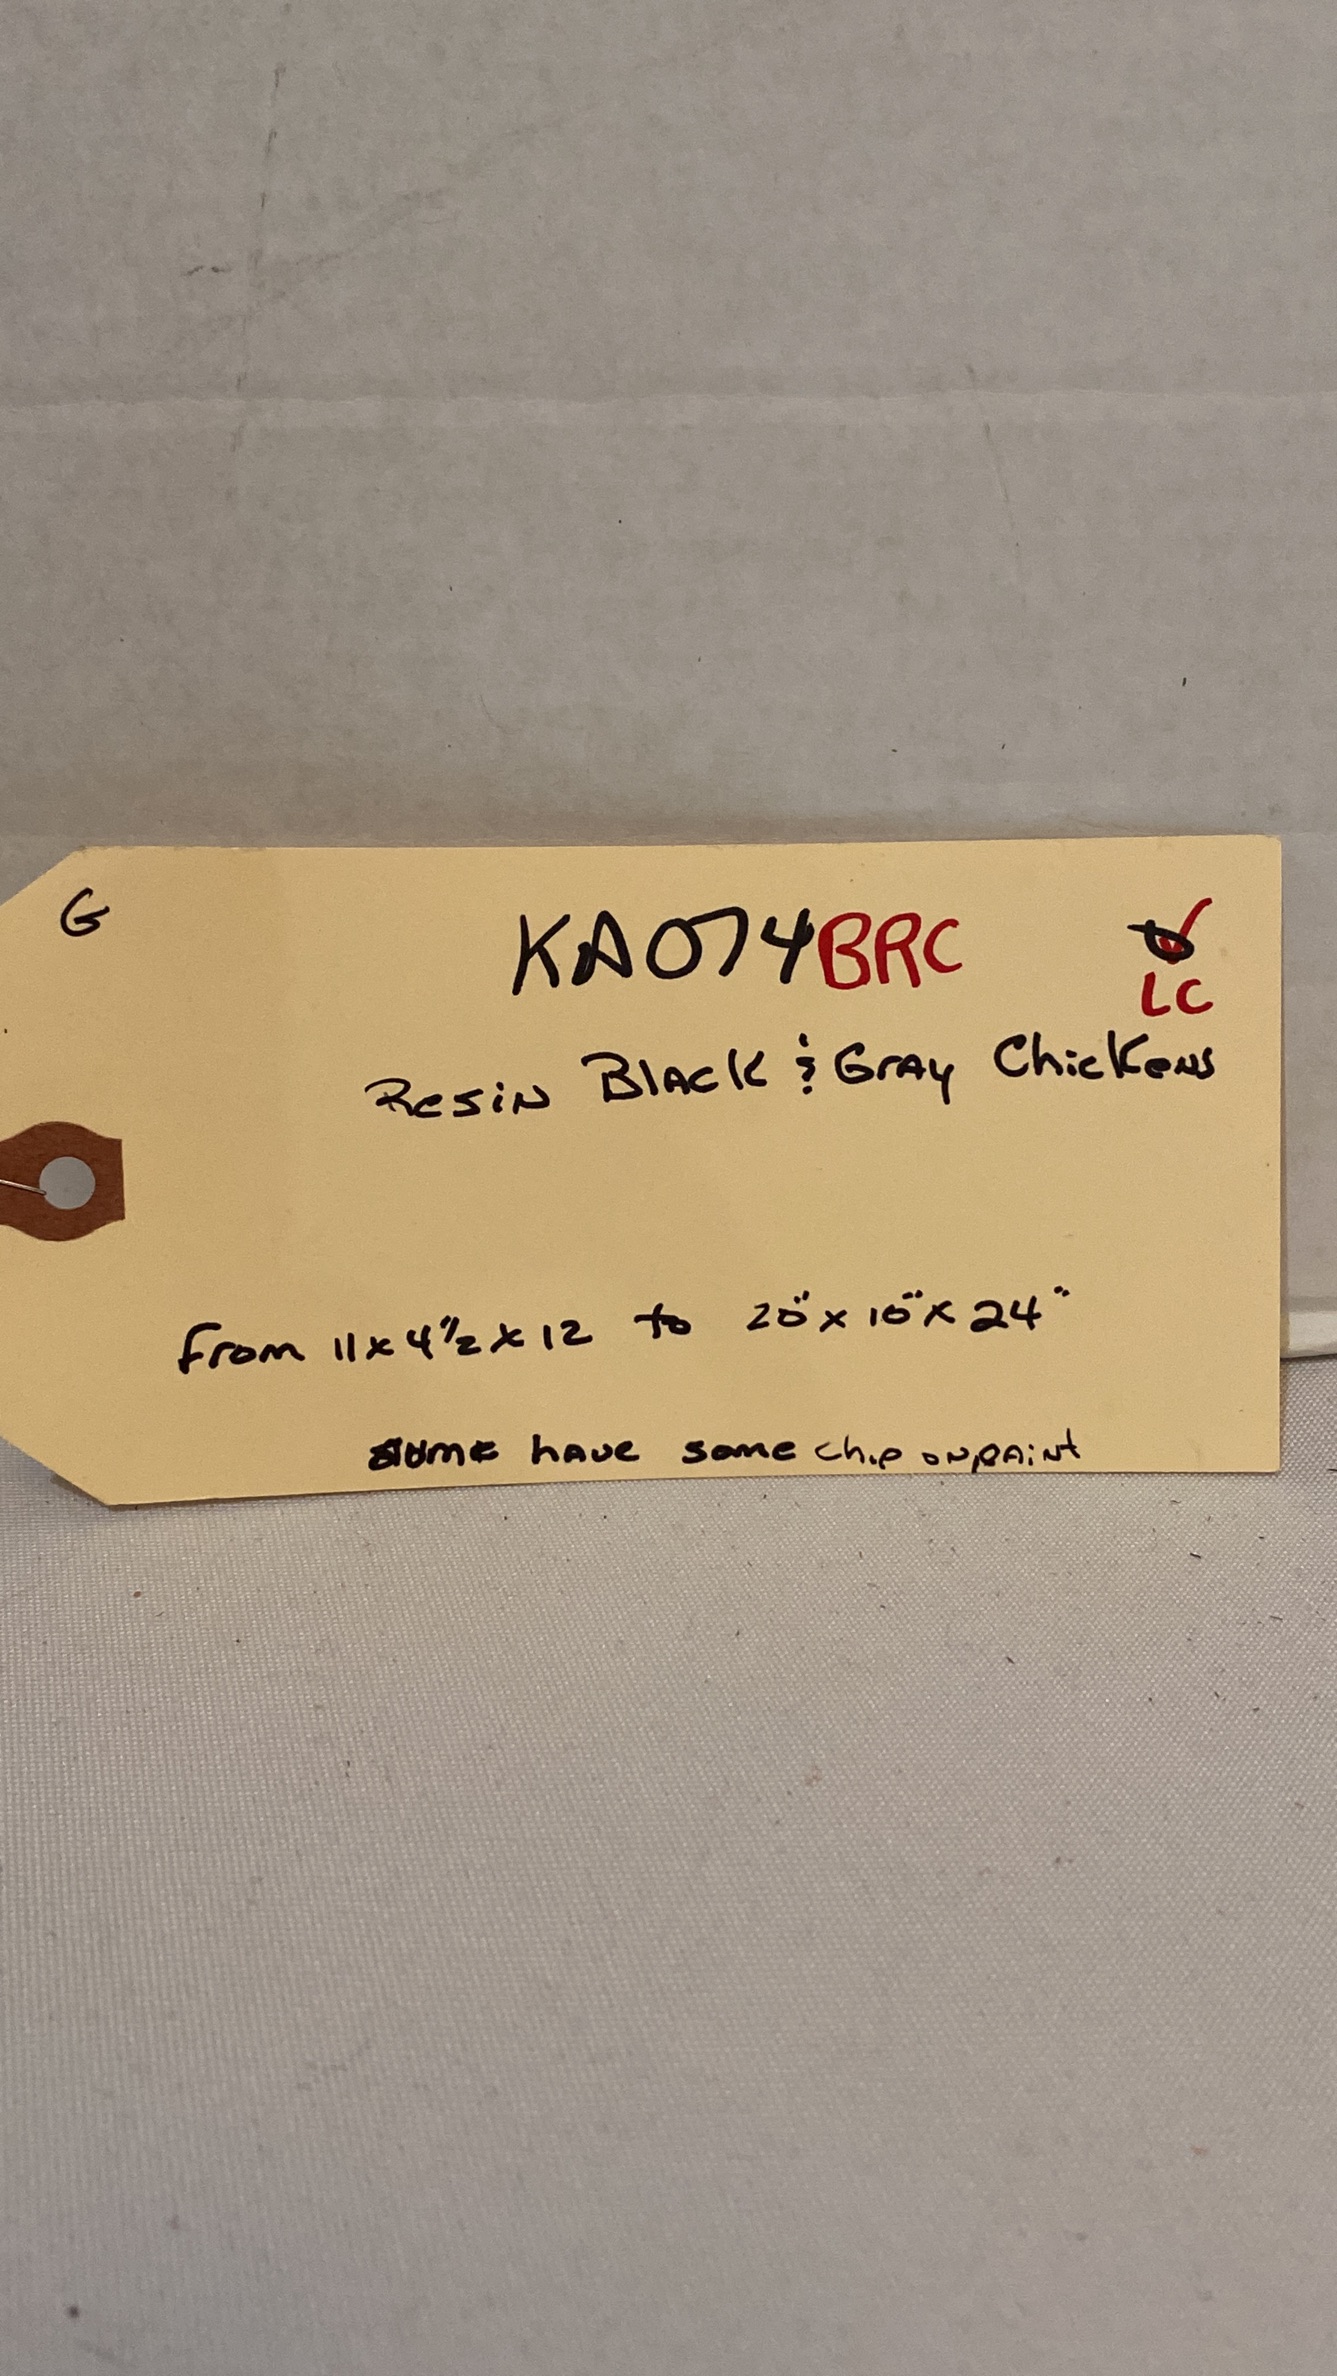 G
KA074BRC
LC
Resin Black & Gray Chickens
From 11x4½x12 to 20"x10"x24"
some have some chip on paint